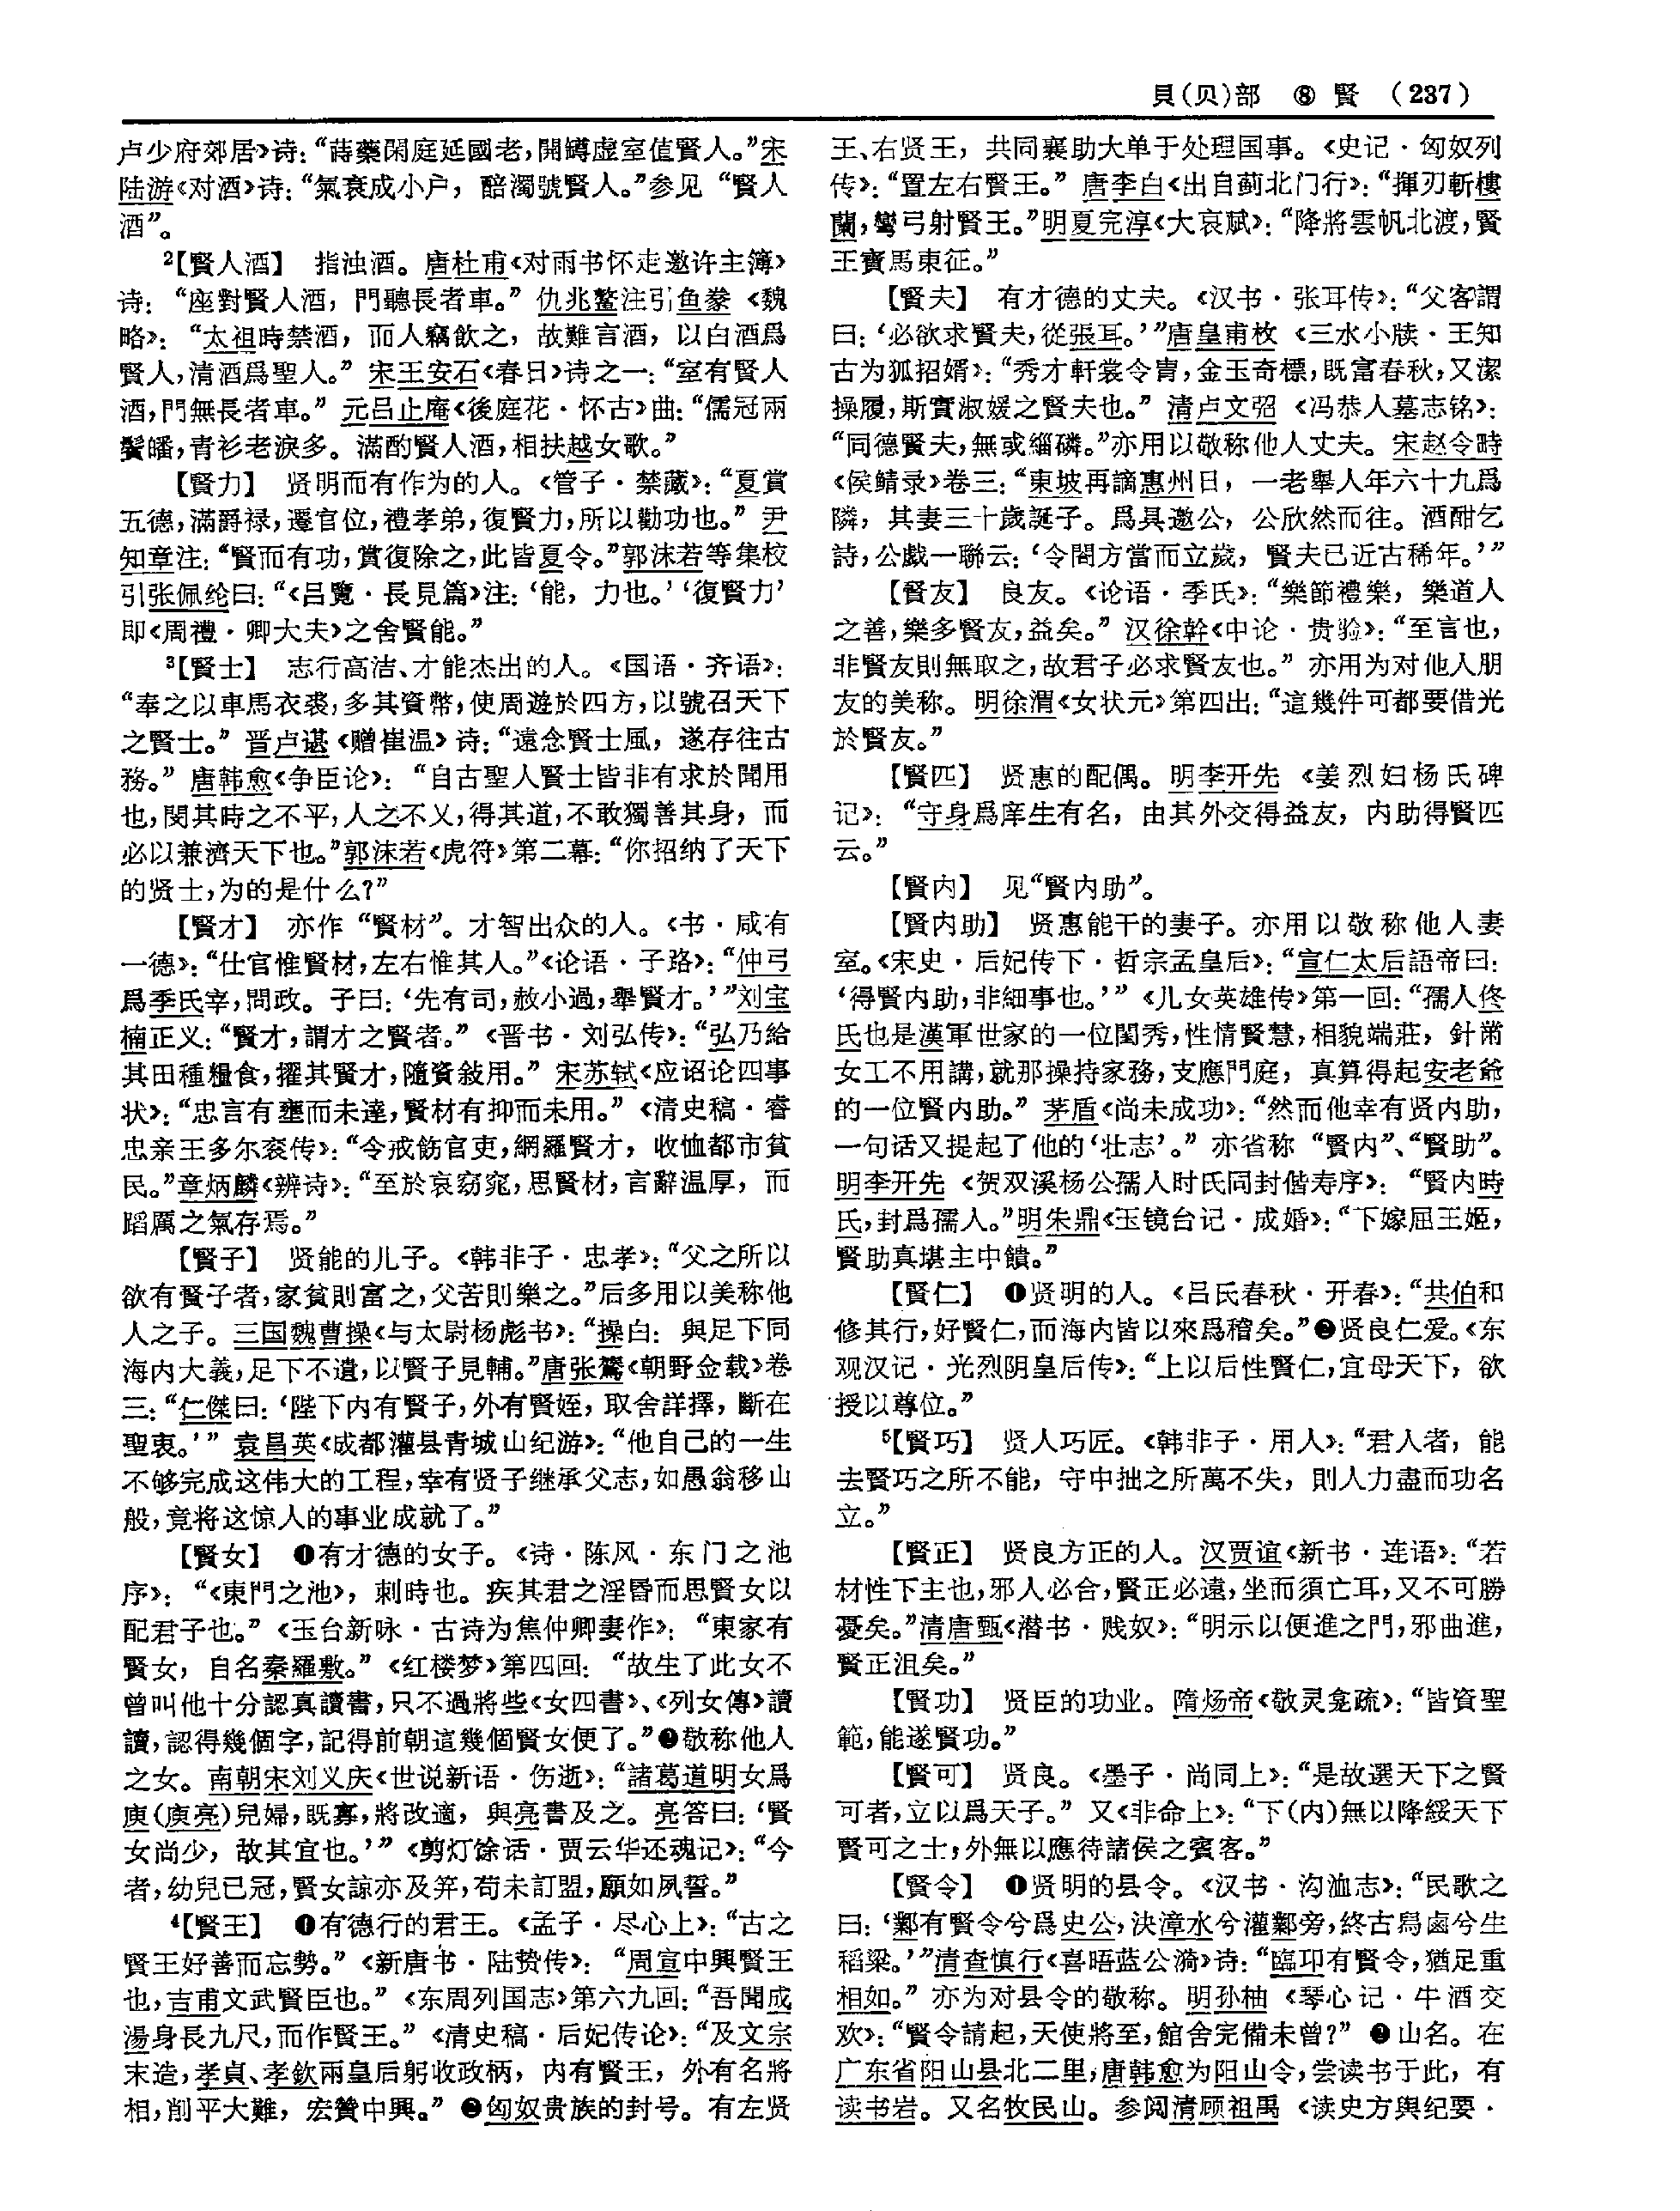 貝(贝)部 ⑧ 賢 (237)
卢少府郊居》诗:“蒔藥閑庭延國老,開罇虚室值賢人。”宋
陆游《对酒》诗:“氣衰成小户, 醅濁號賢人。”参见 “賢人
酒”。
²【賢人酒】 指浊酒。唐杜甫《对雨书怀走邀许主簿》
诗: “座對賢人酒, 門聽長者車。” 仇兆鳌注引鱼豢 《魏
略》: “太祖時禁酒, 而人竊飲之, 故難言酒, 以白酒爲
賢人,清酒爲聖人。” 宋王安石《春日》诗之一:“室有賢人
酒,門無長者車。” 元吕止庵《後庭花·怀古》曲:“儒冠兩
鬢皤,青衫老淚多。滿酌賢人酒,相扶越女歌。”
【賢力】 贤明而有作为的人。《管子·禁藏》:“夏賞
五德,滿爵禄,遷官位,禮孝弟,復賢力,所以勸功也。” 尹
知章注:“賢而有功,賞復除之,此皆夏令。”郭沫若等集校
引张佩纶曰:“《吕覽·長見篇》注:‘能, 力也。’‘復賢力’
即《周禮·卿大夫》之舍賢能。”
³【賢士】 志行高洁、才能杰出的人。《国语·齐语》:
“奉之以車馬衣裘,多其資幣,使周遊於四方,以號召天下
之賢士。” 晋卢谌《赠崔温》诗:“遠念賢士風, 遂存往古
務。” 唐韩愈《争臣论》: “自古聖人賢士皆非有求於聞用
也,閔其時之不平,人之不乂,得其道,不敢獨善其身, 而
必以兼濟天下也。”郭沫若《虎符》第二幕:“你招纳了天下
的贤士,为的是什么?”
【賢才】 亦作 “賢材”。才智出众的人。《书·咸有
一德》:“仕官惟賢材,左右惟其人。”《论语·子路》:“仲弓
爲季氏宰,問政。子曰:‘先有司,赦小過,舉賢才。’”刘宝
楠正义:“賢才,謂才之賢者。” 《晋书·刘弘传》:“弘乃給
其田種糧食,擢其賢才,隨資敍用。” 宋苏轼《应诏论四事
状》:“忠言有壅而未達,賢材有抑而未用。” 《清史稿·睿
忠亲王多尔衮传》:“令戒飭官吏,網羅賢才, 收恤都市貧
民。”章炳麟《辨诗》:“至於哀窈窕,思賢材,言辭温厚, 而
蹈厲之氣存焉。”
【賢子】 贤能的儿子。《韩非子·忠孝》:“父之所以
欲有賢子者,家貧則富之,父苦則樂之。”后多用以美称他
人之子。三国魏曹操《与太尉杨彪书》:“操白: 與足下同
海内大義,足下不遺,以賢子見輔。”唐张鷟《朝野佥载》卷
三:“仁傑曰:‘陛下内有賢子,外有賢姪, 取舍詳擇, 斷在
聖衷。’” 袁昌英《成都灌县青城山纪游》:“他自己的一生
不够完成这伟大的工程,幸有贤子继承父志,如愚翁移山
般,竟将这惊人的事业成就了。”
【賢女】 ❶有才德的女子。《诗·陈风·东门之池
序》: “《東門之池》, 刺時也。疾其君之淫昏而思賢女以
配君子也。” 《玉台新咏·古诗为焦仲卿妻作》: “東家有
賢女, 自名秦羅敷。” 《红楼梦》第四回: “故生了此女不
曾叫他十分認真讀書,只不過將些《女四書》、《列女傳》讀
讀,認得幾個字,記得前朝這幾個賢女便了。”❷敬称他人
之女。南朝宋刘义庆《世说新语·伤逝》:“諸葛道明女爲
庾(庾亮)兒婦,既寡,將改適, 與亮書及之。亮答曰:‘賢
女尚少, 故其宜也。’” 《剪灯馀话·贾云华还魂记》:“今
者,幼兒已冠,賢女諒亦及笄,苟未訂盟,願如夙誓。”
⁴【賢王】 ❶有德行的君王。《孟子·尽心上》:“古之
賢王好善而忘勢。” 《新唐书·陆贽传》: “周宣中興賢王
也,吉甫文武賢臣也。” 《东周列国志》第六九回:“吾聞成
湯身長九尺,而作賢王。” 《清史稿·后妃传论》:“及文宗
末造,孝貞、孝欽兩皇后躬收政柄, 内有賢王, 外有名將
相,削平大難, 宏贊中興。” ❷匈奴贵族的封号。有左贤
王、右贤王, 共同襄助大单于处理国事。《史记·匈奴列
传》:“置左右賢王。” 唐李白《出自蓟北门行》:“揮刃斬樓
蘭,彎弓射賢王。”明夏完淳《大哀赋》:“降將雲帆北渡,賢
王寶馬東征。”
【賢夫】 有才德的丈夫。《汉书·张耳传》:“父客謂
曰:‘必欲求賢夫,從張耳。’”唐皇甫枚 《三水小牍·王知
古为狐招婿》:“秀才軒裳令胄,金玉奇標,既富春秋,又潔
操履,斯實淑媛之賢夫也。” 清卢文弨 《冯恭人墓志铭》:
“同德賢夫,無或緇磷。”亦用以敬称他人丈夫。宋赵令畤
《侯鲭录》卷三:“東坡再謫惠州日, 一老舉人年六十九爲
隣, 其妻三十歲誕子。爲具邀公, 公欣然而往。酒酣乞
詩,公戲一聯云:‘令閤方當而立歲, 賢夫已近古稀年。’”
【賢友】 良友。《论语·季氏》:“樂節禮樂, 樂道人
之善,樂多賢友,益矣。” 汉徐幹《中论·贵验》:“至言也,
非賢友則無取之,故君子必求賢友也。” 亦用为对他人朋
友的美称。明徐渭《女状元》第四出:“這幾件可都要借光
於賢友。”
【賢匹】 贤惠的配偶。明李开先 《姜烈妇杨氏碑
记》: “守身爲庠生有名, 由其外交得益友, 内助得賢匹
云。”
【賢内】 见“賢内助”。
【賢内助】 贤惠能干的妻子。亦用以敬称他人妻
室。《宋史·后妃传下·哲宗孟皇后》:“宣仁太后語帝曰:
‘得賢内助,非細事也。’” 《儿女英雄传》第一回:“孺人佟
氏也是漢軍世家的一位閨秀,性情賢慧,相貌端莊, 針黹
女工不用講,就那操持家務,支應門庭, 真算得起安老爺
的一位賢内助。” 茅盾《尚未成功》:“然而他幸有贤内助,
一句话又提起了他的‘壮志’。” 亦省称 “賢内”、“賢助”。
明李开先 《贺双溪杨公孺人时氏同封偕寿序》: “賢内時
氏,封爲孺人。”明朱鼎《玉镜台记·成婚》:“下嫁屈王姬,
賢助真堪主中饋。”
【賢仁】 ❶贤明的人。《吕氏春秋·开春》:“共伯和
修其行,好賢仁,而海内皆以來爲稽矣。”❷贤良仁爱。《东
观汉记·光烈阴皇后传》:“上以后性賢仁,宜母天下, 欲
授以尊位。”
⁵【賢巧】 贤人巧匠。《韩非子·用人》:“君人者, 能
去賢巧之所不能, 守中拙之所萬不失, 則人力盡而功名
立。”
【賢正】 贤良方正的人。汉贾谊《新书·连语》:“若
材性下主也,邪人必合,賢正必遠,坐而須亡耳,又不可勝
憂矣。”清唐甄《潜书·贱奴》:“明示以便進之門,邪曲進,
賢正沮矣。”
【賢功】 贤臣的功业。隋炀帝《敬灵龛疏》:“皆資聖
範,能遂賢功。”
【賢可】 贤良。《墨子·尚同上》:“是故選天下之賢
可者,立以爲天子。” 又《非命上》:“下(内)無以降綏天下
賢可之士,外無以應待諸侯之賓客。”
【賢令】 ❶贤明的县令。《汉书·沟洫志》:“民歌之
曰:‘鄴有賢令兮爲史公,決漳水兮灌鄴旁,終古舄鹵兮生
稻粱。’”清查慎行《喜晤蓝公漪》诗:“臨邛有賢令,猶足重
相如。” 亦为对县令的敬称。明孙柚 《琴心记·牛酒交
欢》:“賢令請起,天使將至,館舍完備未曾?” ❷山名。在
广东省阳山县北二里,唐韩愈为阳山令,尝读书于此, 有
读书岩。又名牧民山。参阅清顾祖禹 《读史方舆纪要·